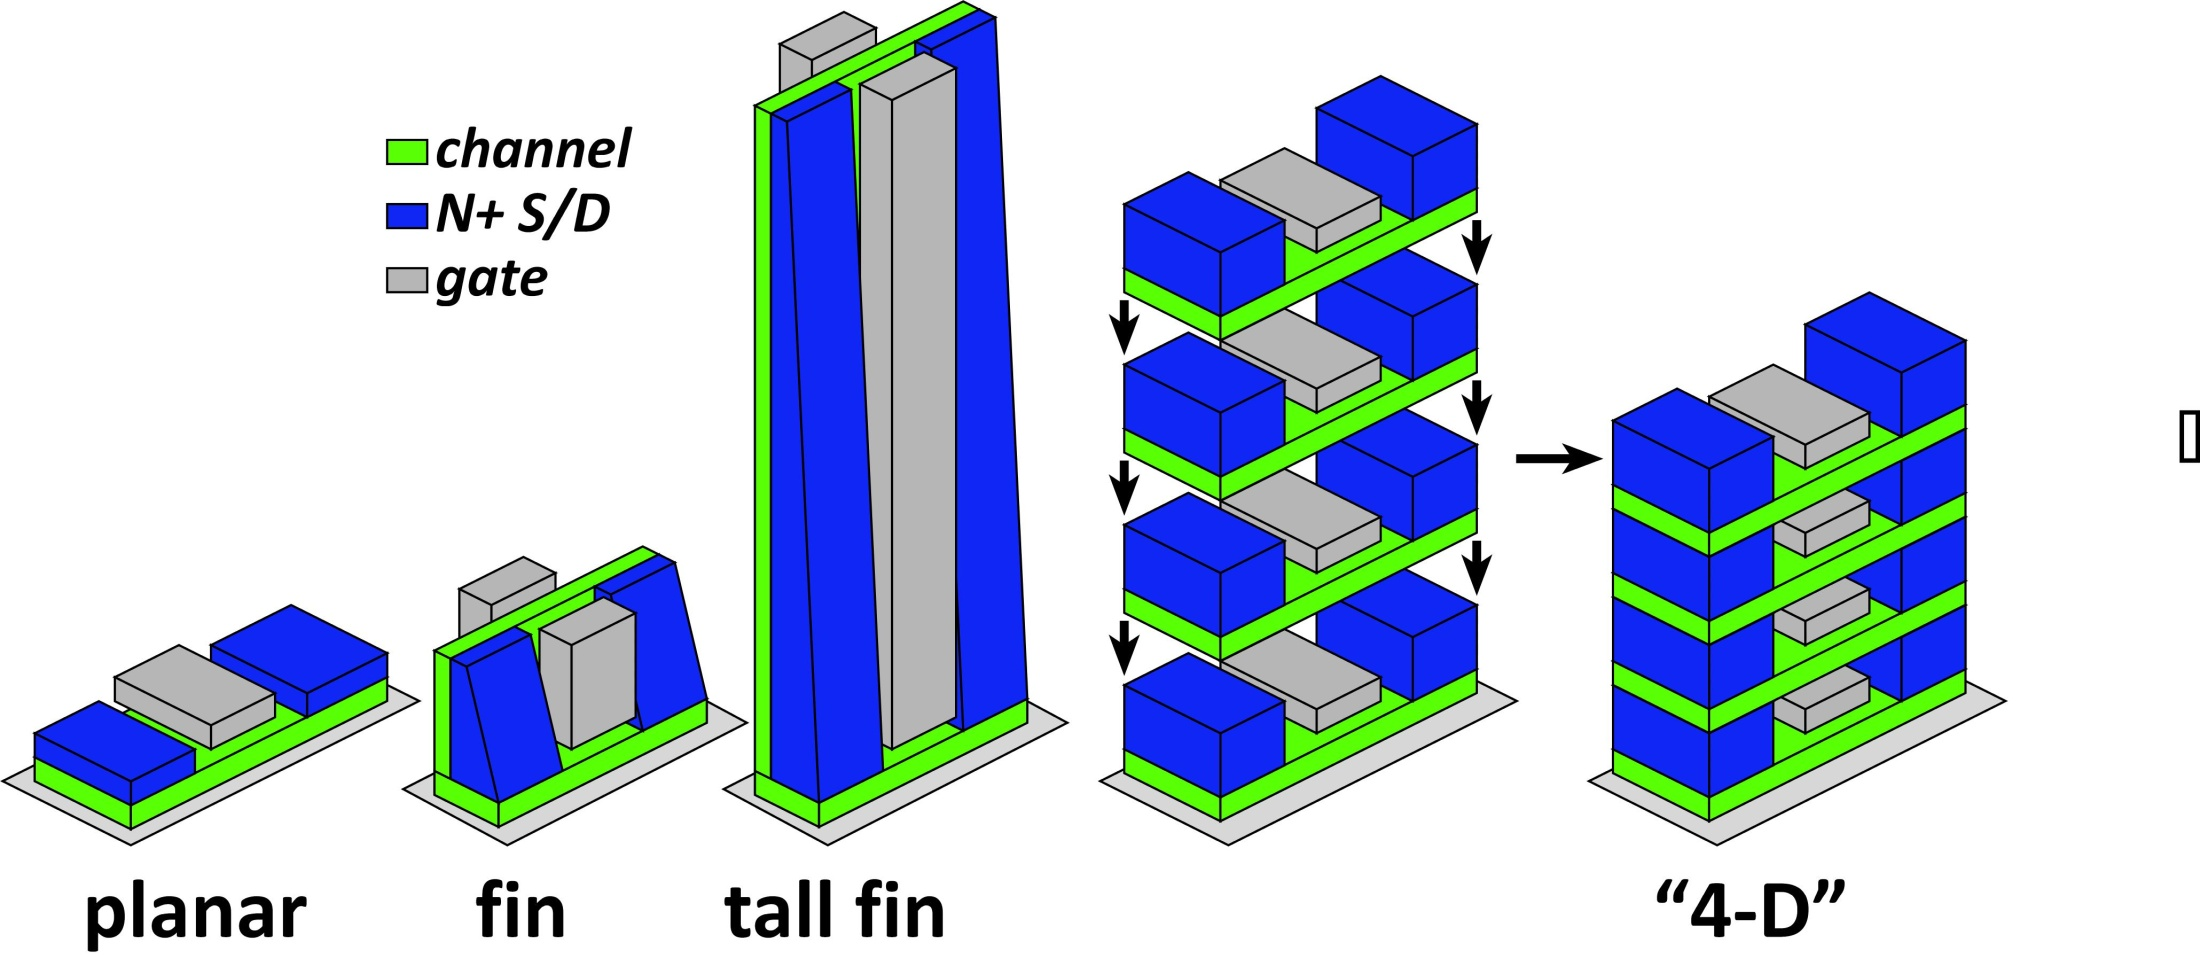 channel
N+ S/D
gate
planar
fin
tall fin
“4-D”